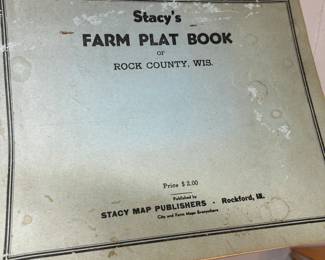 Stacy's
FARM PLAT BOOK
OF
ROCK COUNTY, WIS.
Price $2.00
Published by
STACY MAP PUBLISHERS - Rockford, Ill.
City and Farm Maps Everywhere